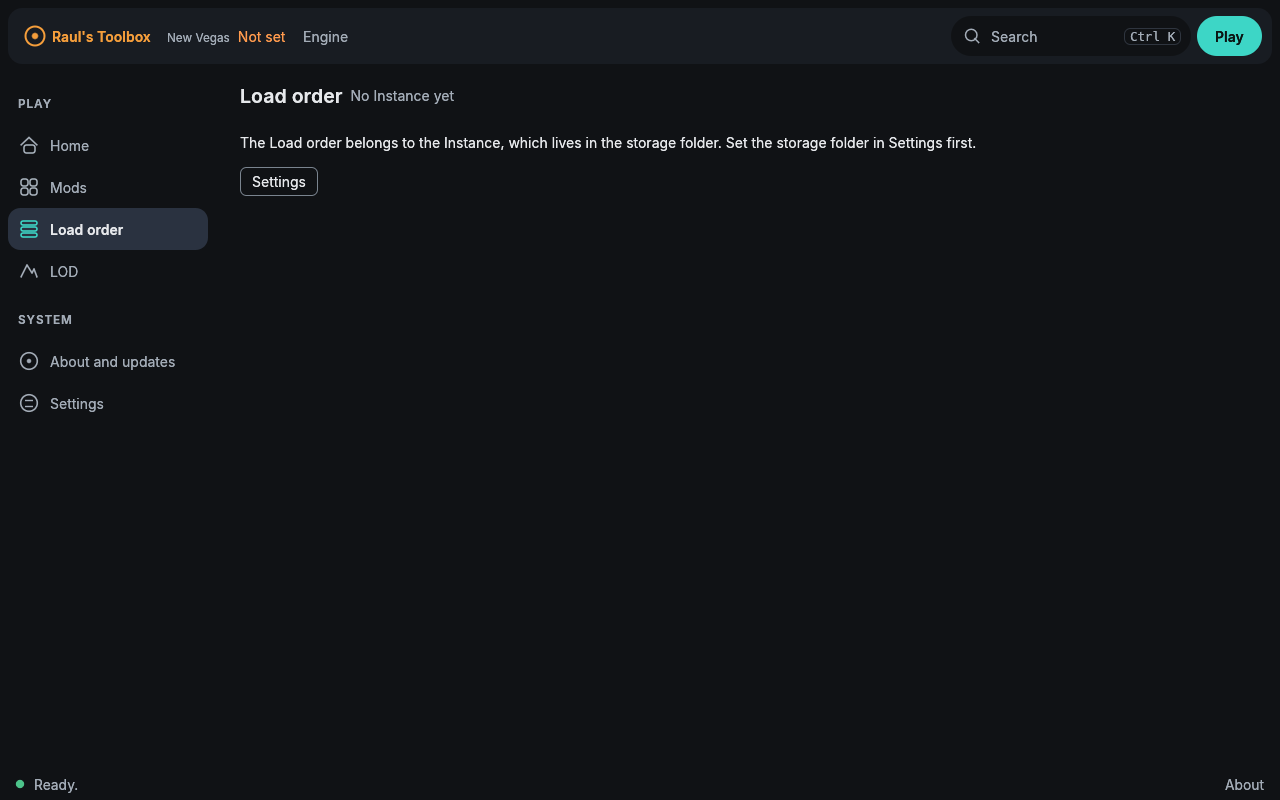 Raul's Toolbox New Vegas Not set Engine Search Ctrl K Play
PLAY
Home
Mods
Load order
LOD
SYSTEM
About and updates
Settings
Load order No Instance yet
The Load order belongs to the Instance, which lives in the storage folder. Set the storage folder in Settings first.
Settings
Ready. About